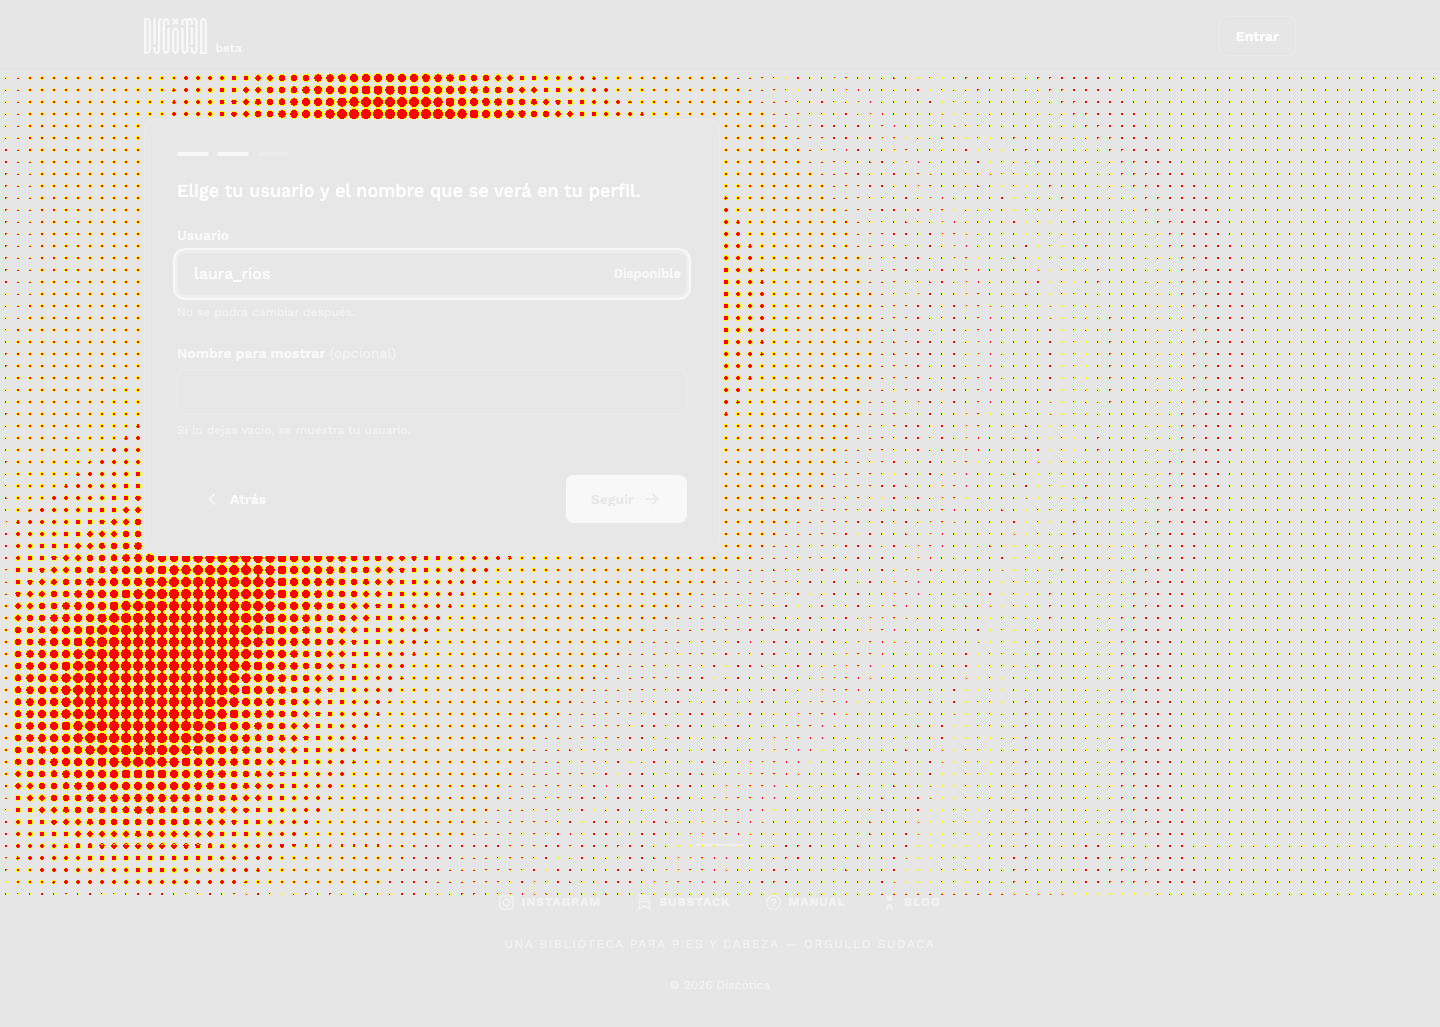 beta
Entrar
Elige tu usuario y el nombre que se verá en tu perfil.
Usuario
laura_rios
Disponible
No se podrá cambiar después.
Nombre para mostrar (opcional)
Si lo dejas vacío, se muestra tu usuario.
Atrás
Seguir
INSTAGRAM
SUBSTACK
MANUAL
BLOG
UNA BIBLIOTECA PARA PIES Y CABEZA — ORGULLO SUDACA
© 2026 Discótica